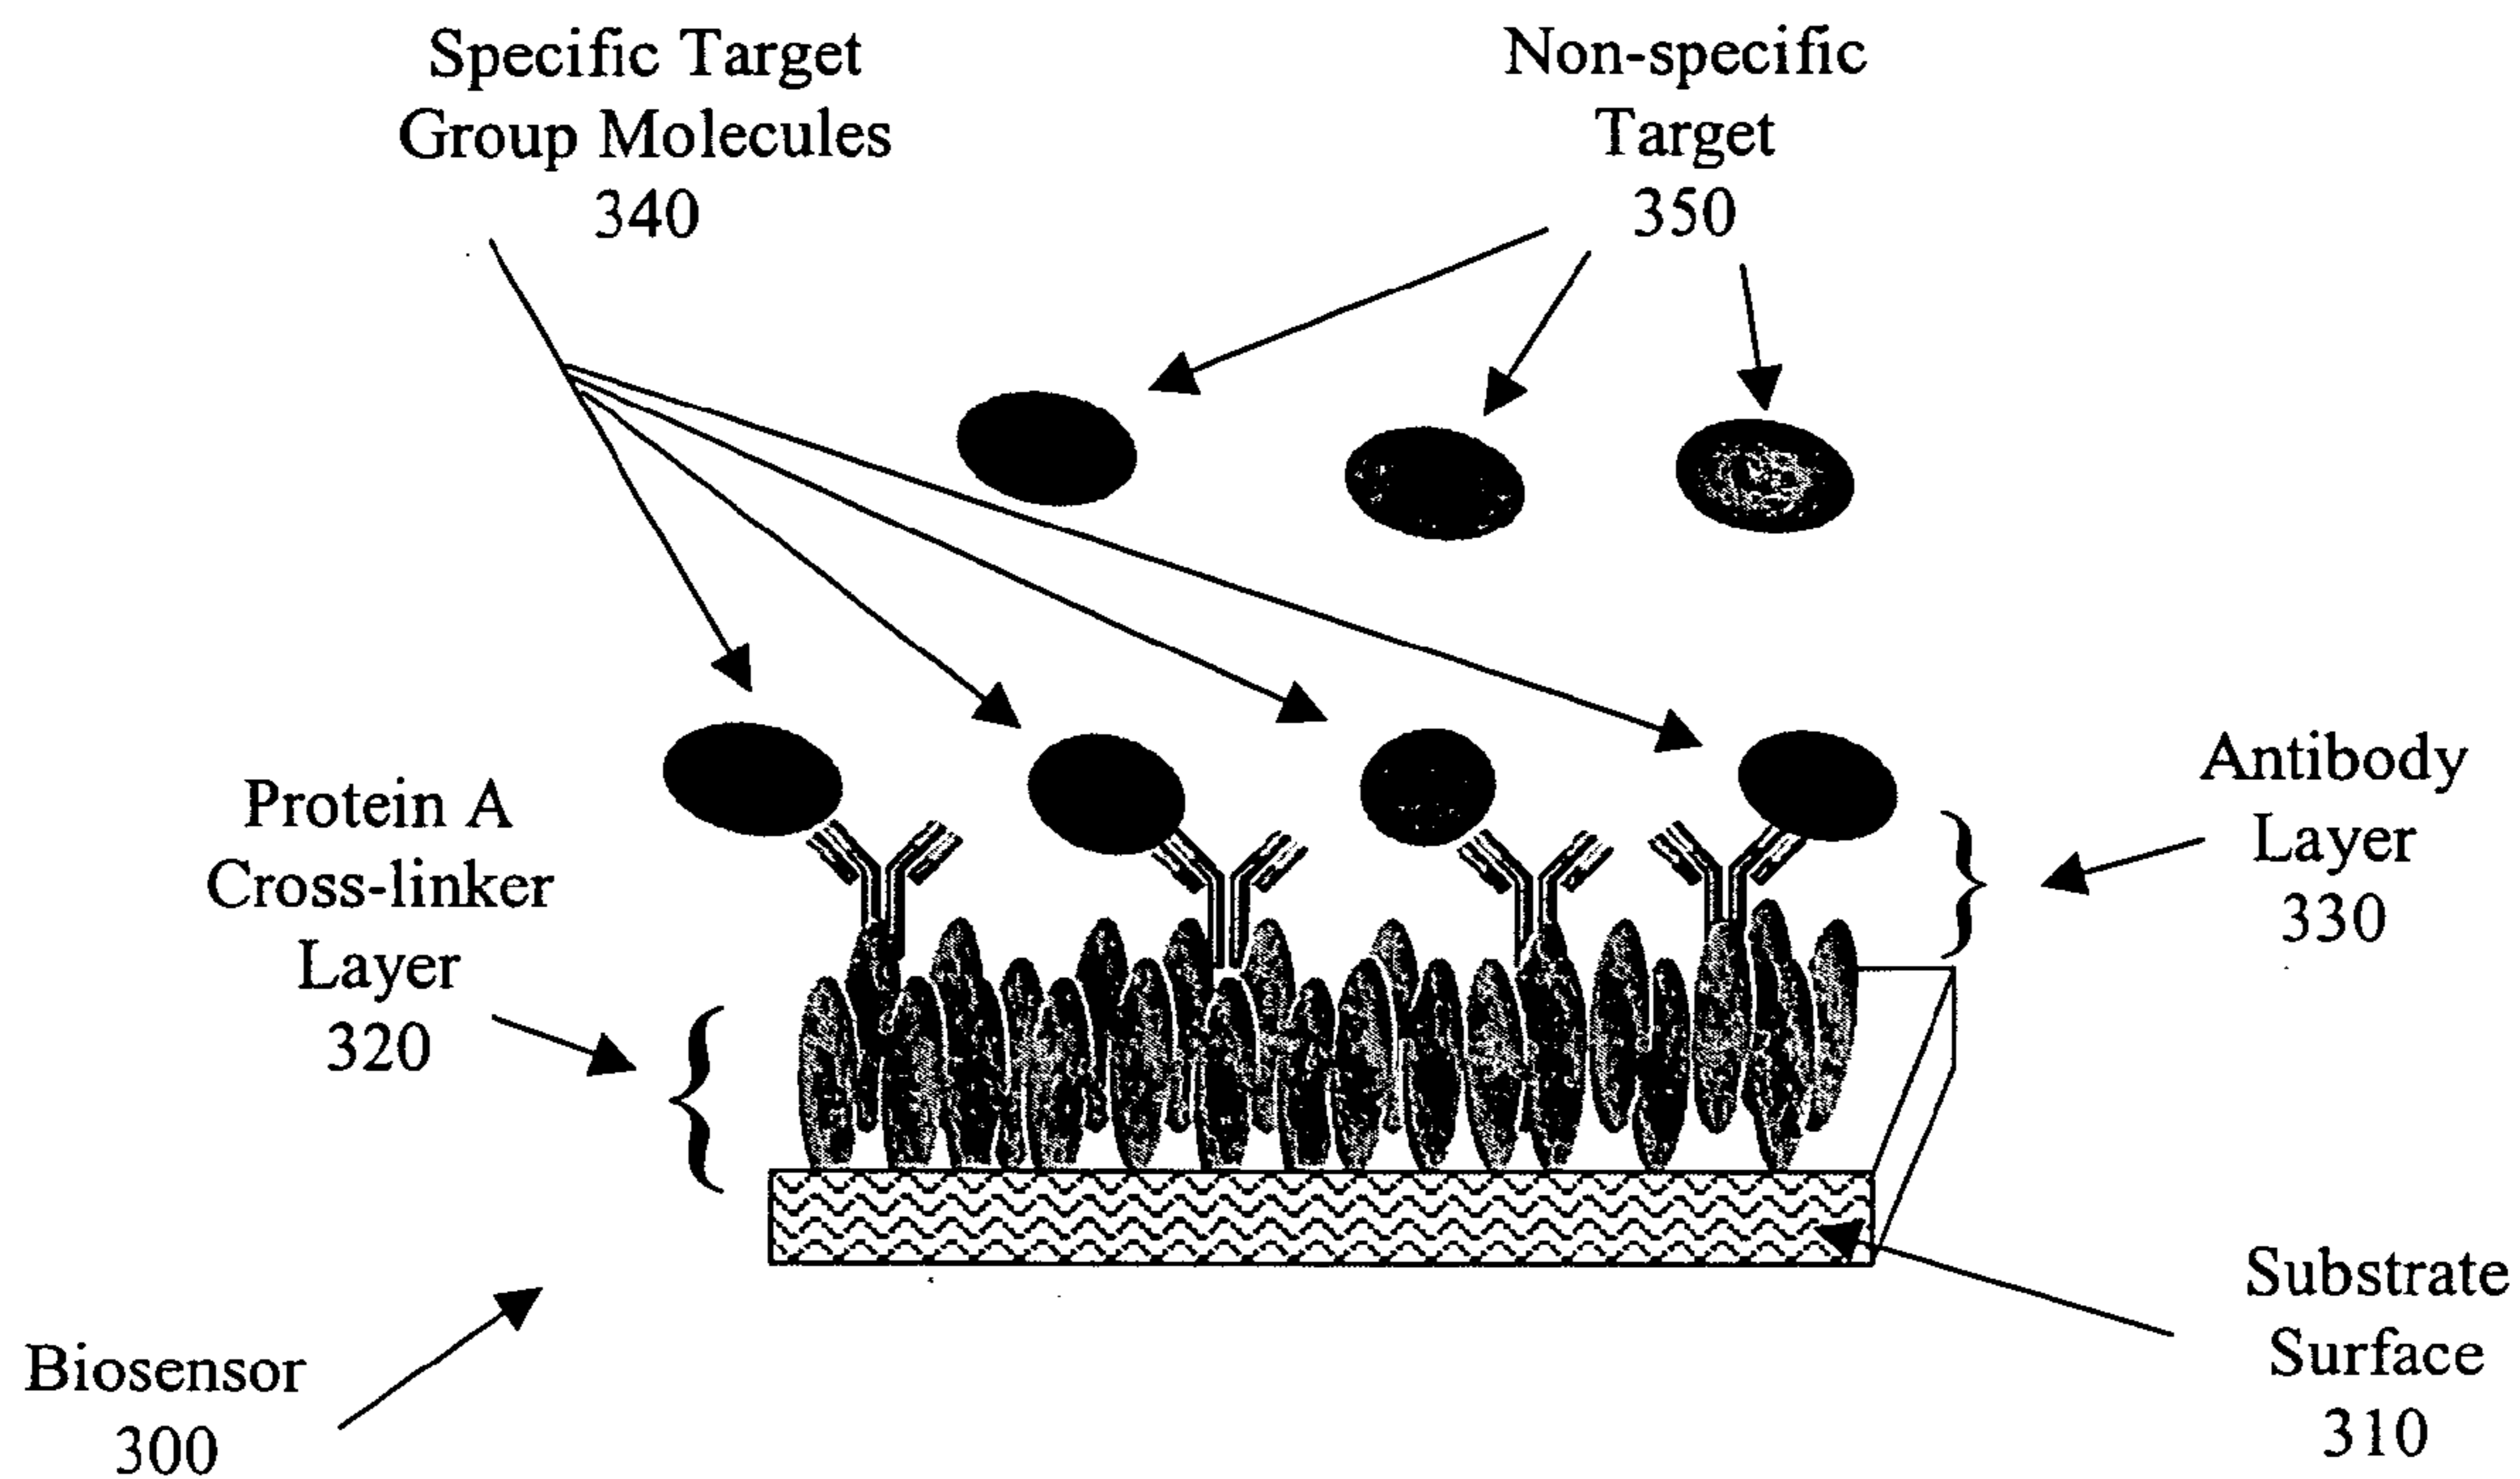 Specific Target
Group Molecules
340
Non-specific
Target
350
Protein A
Cross-linker
Layer
320
Antibody
Layer
330
Biosensor
300
Substrate
Surface
310